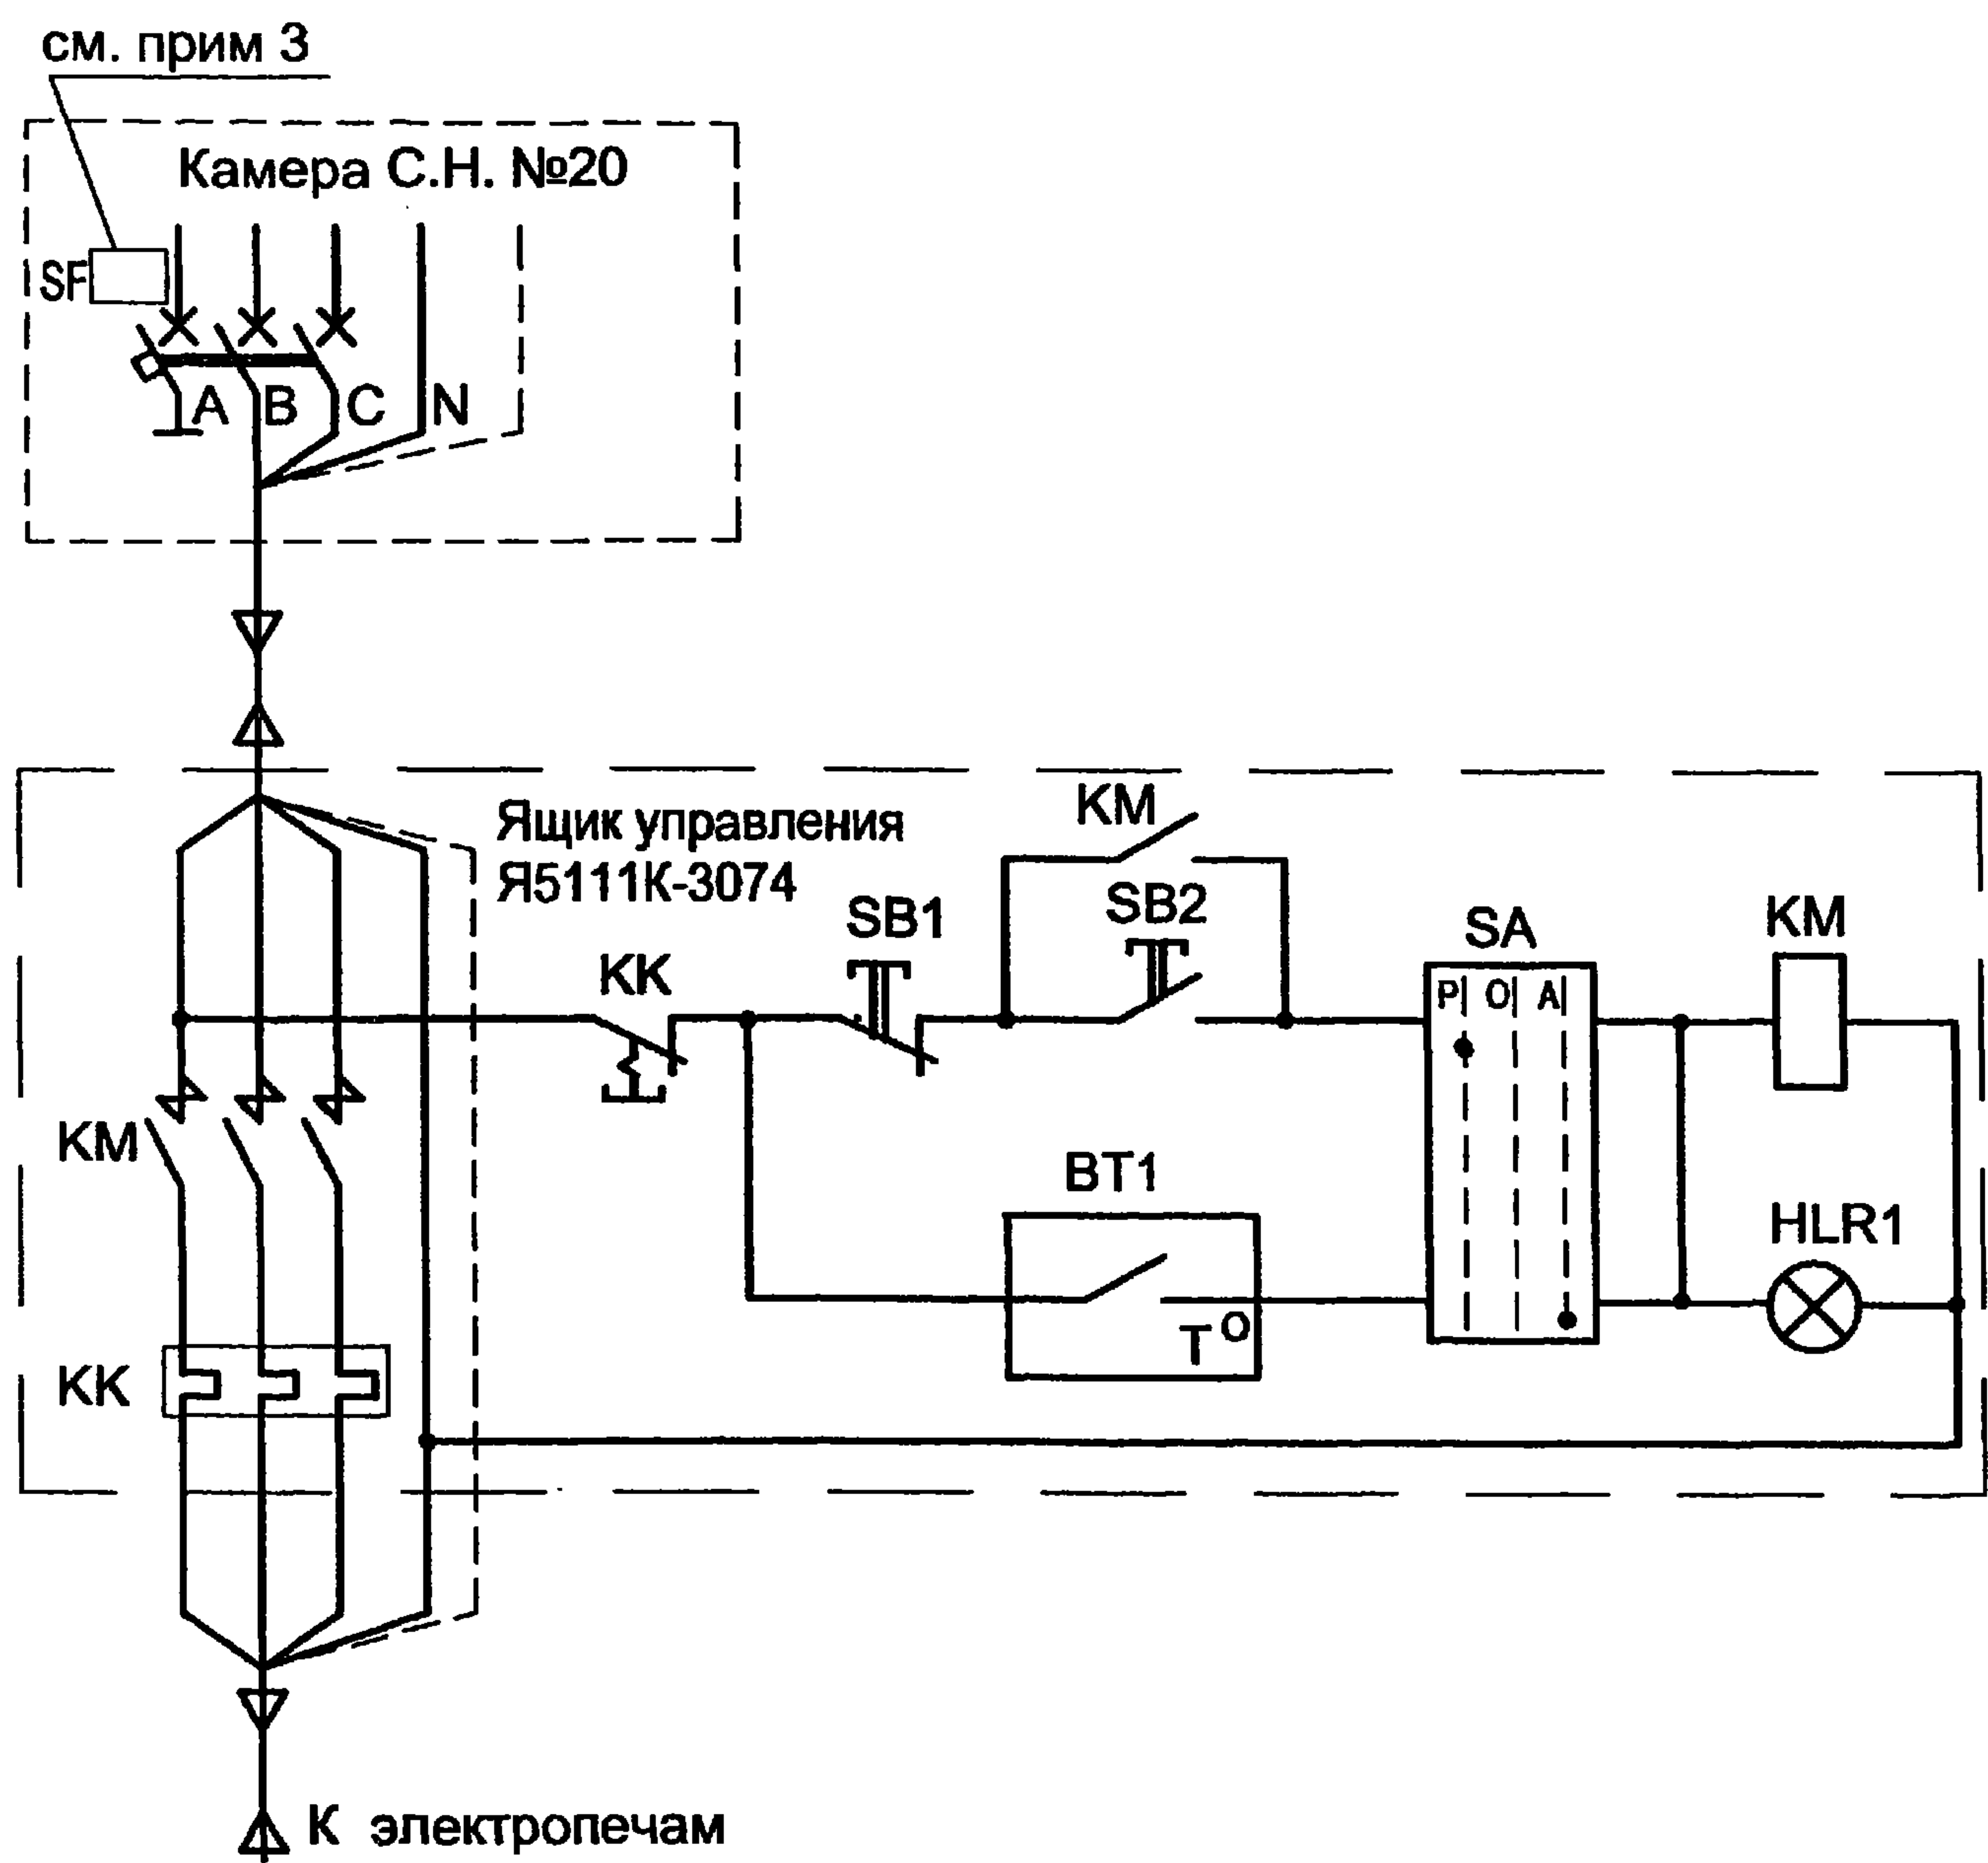 см. прим 3
Камера С.Н. №20
SF
A B C N
Ящик управления
Я5111К-3074
KM
SB1
SB2
KK
SA
KM
P O A
KM
BT1
T°
HLR1
KK
К электропечам